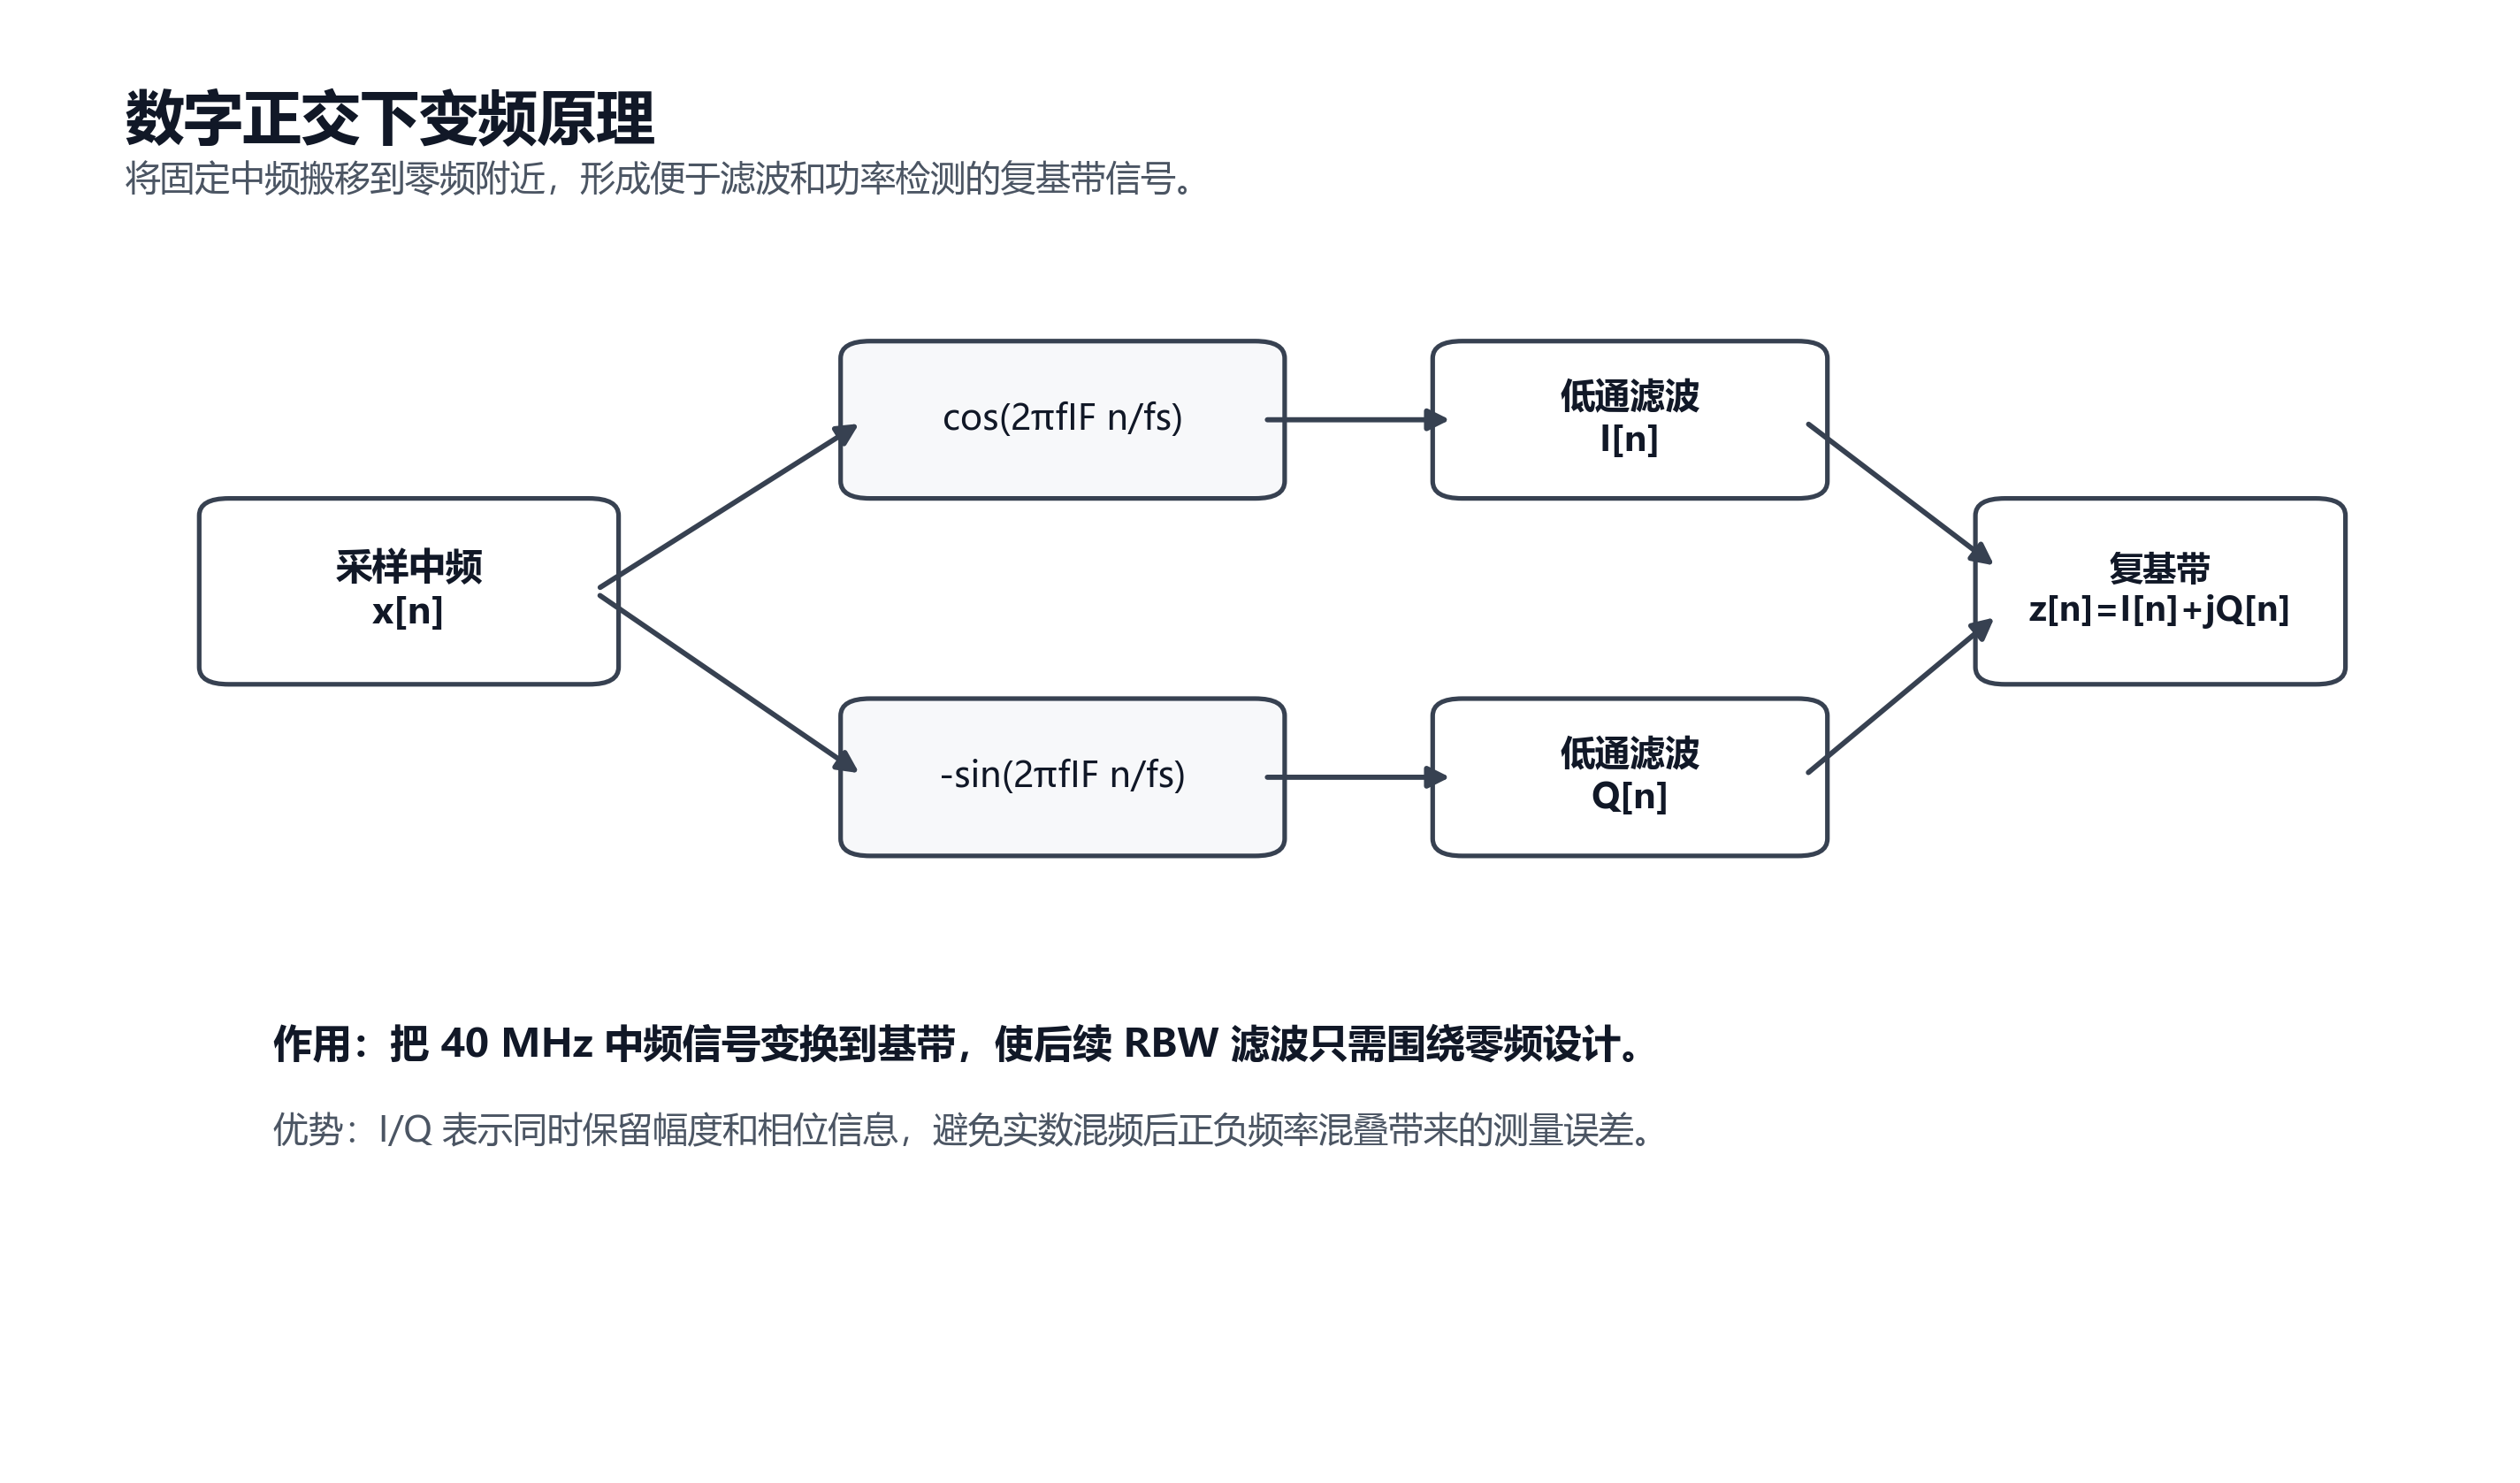 数字正交下变频原理
将固定中频搬移到零频附近，形成便于滤波和功率检测的复基带信号。
cos(2πfIF n/fs)
低通滤波
I[n]
采样中频
x[n]
复基带
z[n]=I[n]+jQ[n]
-sin(2πfIF n/fs)
低通滤波
Q[n]
作用：把 40 MHz 中频信号变换到基带，使后续 RBW 滤波只需围绕零频设计。
优势：I/Q 表示同时保留幅度和相位信息，避免实数混频后正负频率混叠带来的测量误差。